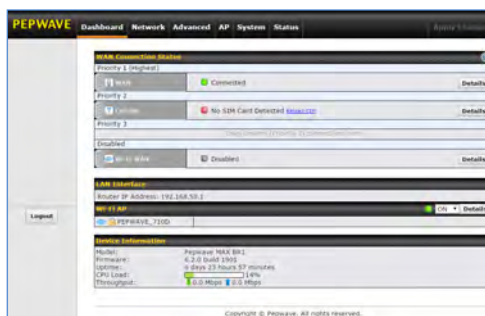 PEPWAVE Dashboard Network Advanced AP System Status Apply Changes
WAN Connection Status
Priority 1 (Highest)
WAN Connected Details
Priority 2
Cellular No SIM Card Detected Details
Priority 3
Disabled
Wi-Fi WAN Disabled Details
LAN Interface
Router IP Address: 192.168.50.1
Wi-Fi AP ON Details
PEPWAVE_710D
Logout
Device Information
Model: Pepwave MAX BR1
Firmware: 6.2.0 build 1501
Uptime: days 23 hours 57 minutes
CPU Load: 14%
Throughput: 0.0 Mbps 0.0 Mbps
Copyright © Pepwave. All rights reserved.